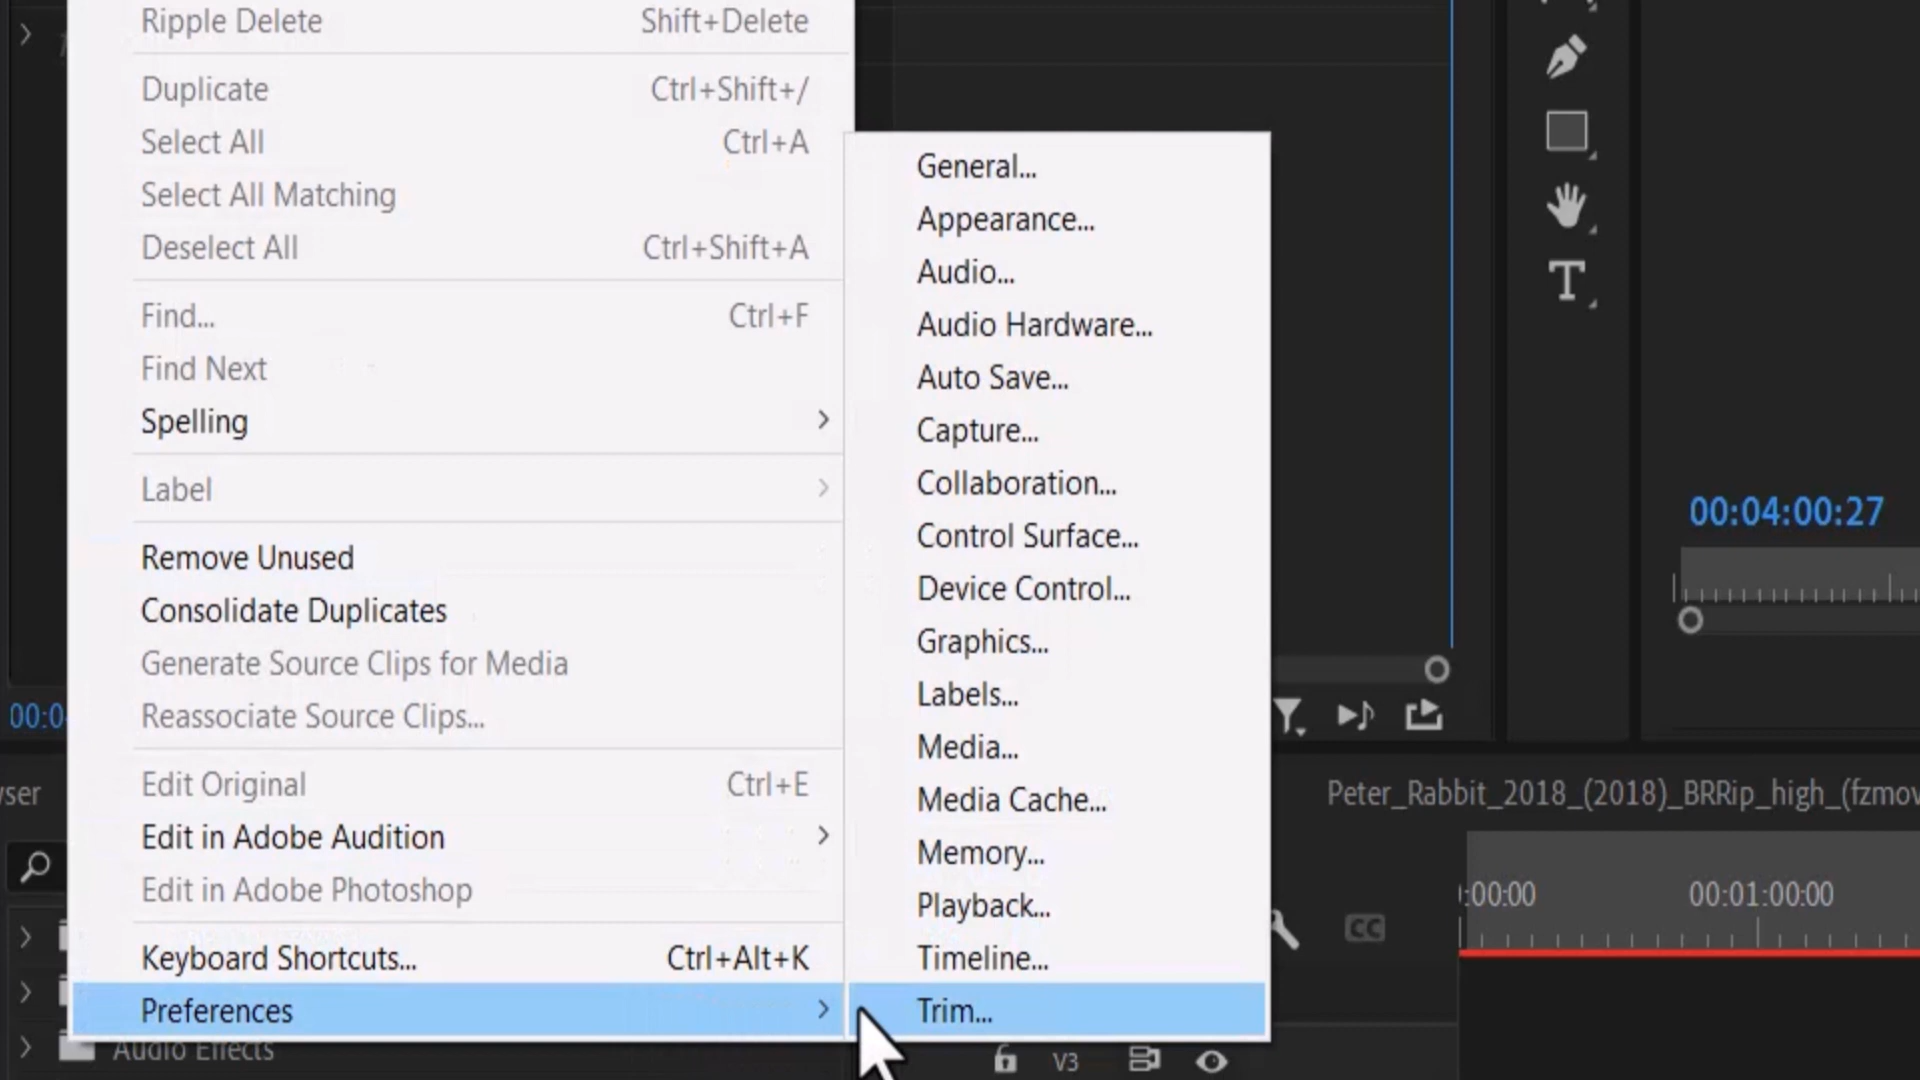 Ripple Delete Shift+Delete
Duplicate Ctrl+Shift+/
Select All Ctrl+A
Select All Matching
Deselect All Ctrl+Shift+A
Find... Ctrl+F
Find Next
Spelling
Label
Remove Unused
Consolidate Duplicates
Generate Source Clips for Media
Reassociate Source Clips...
Edit Original Ctrl+E
Edit in Adobe Audition
Edit in Adobe Photoshop
Keyboard Shortcuts... Ctrl+Alt+K
Preferences
General...
Appearance...
Audio...
Audio Hardware...
Auto Save...
Capture...
Collaboration...
Control Surface...
Device Control...
Graphics...
Labels...
Media...
Media Cache...
Memory...
Playback...
Timeline...
Trim...
T
00:04:00:27
00:0
Peter_Rabbit_2018_(2018)_BRRip_high_(fzmov
:00:00 00:01:00:00
CC
Audio Effects
V3